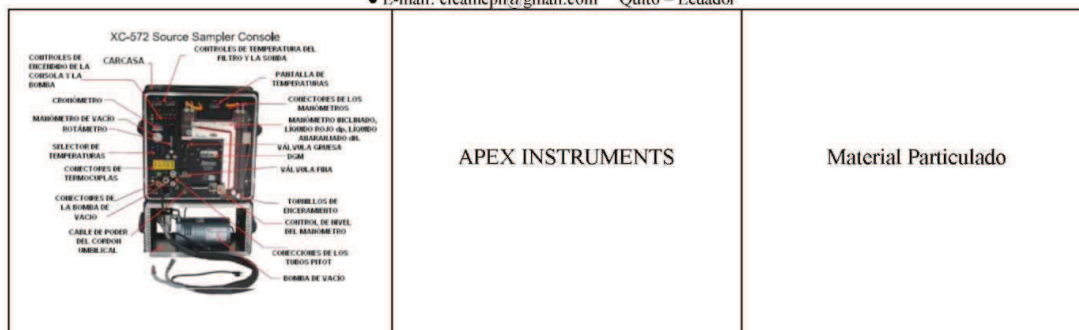 ● E-mail: cicamepn@gmail.com Quito – Ecuador
XC-572 Source Sampler Console
CONTROLES DE TEMPERATURA DEL
FILTRO Y LA SONDA
CONTROLES DE
ENCENDIDO DE LA
CONSOLA Y LA
BOMBA
CARCASA
PANTALLA DE
TEMPERATURAS
CRONÓMETRO
CONECTORES DE LOS
MANÓMETROS
MANÓMETRO DE VACÍO
MANÓMETRO INCLINADO,
LÍQUIDO ROJO dp, LÍQUIDO
ANARANJADO dH.
ROTÁMETRO
SELECTOR DE
TEMPERATURAS
VÁLVULA GRUESA
DGM
CONECTORES DE
TERMOCUPLAS
VÁLVULA FINA
CONECTORES DE
LA BOMBA DE
VACÍO
TORNILLOS DE
ENCERAMIENTO
CONTROL DE NIVEL
DEL MANÓMETRO
CABLE DE PODER
DEL CORDON
UMBILICAL
CONECCIONES DE LOS
TUBOS PITOT
BOMBA DE VACÍO
APEX INSTRUMENTS
Material Particulado